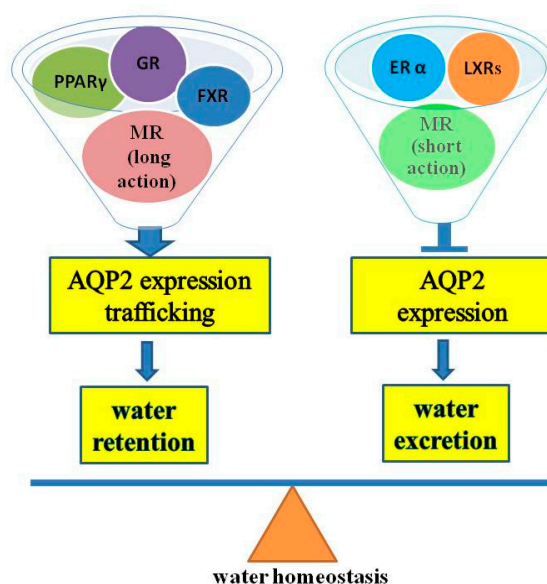 PPARγ
GR
FXR
MR
(long
action)
AQP2 expression
trafficking
water
retention
ER α
LXRs
MR
(short
action)
AQP2
expression
water
excretion
water homeostasis